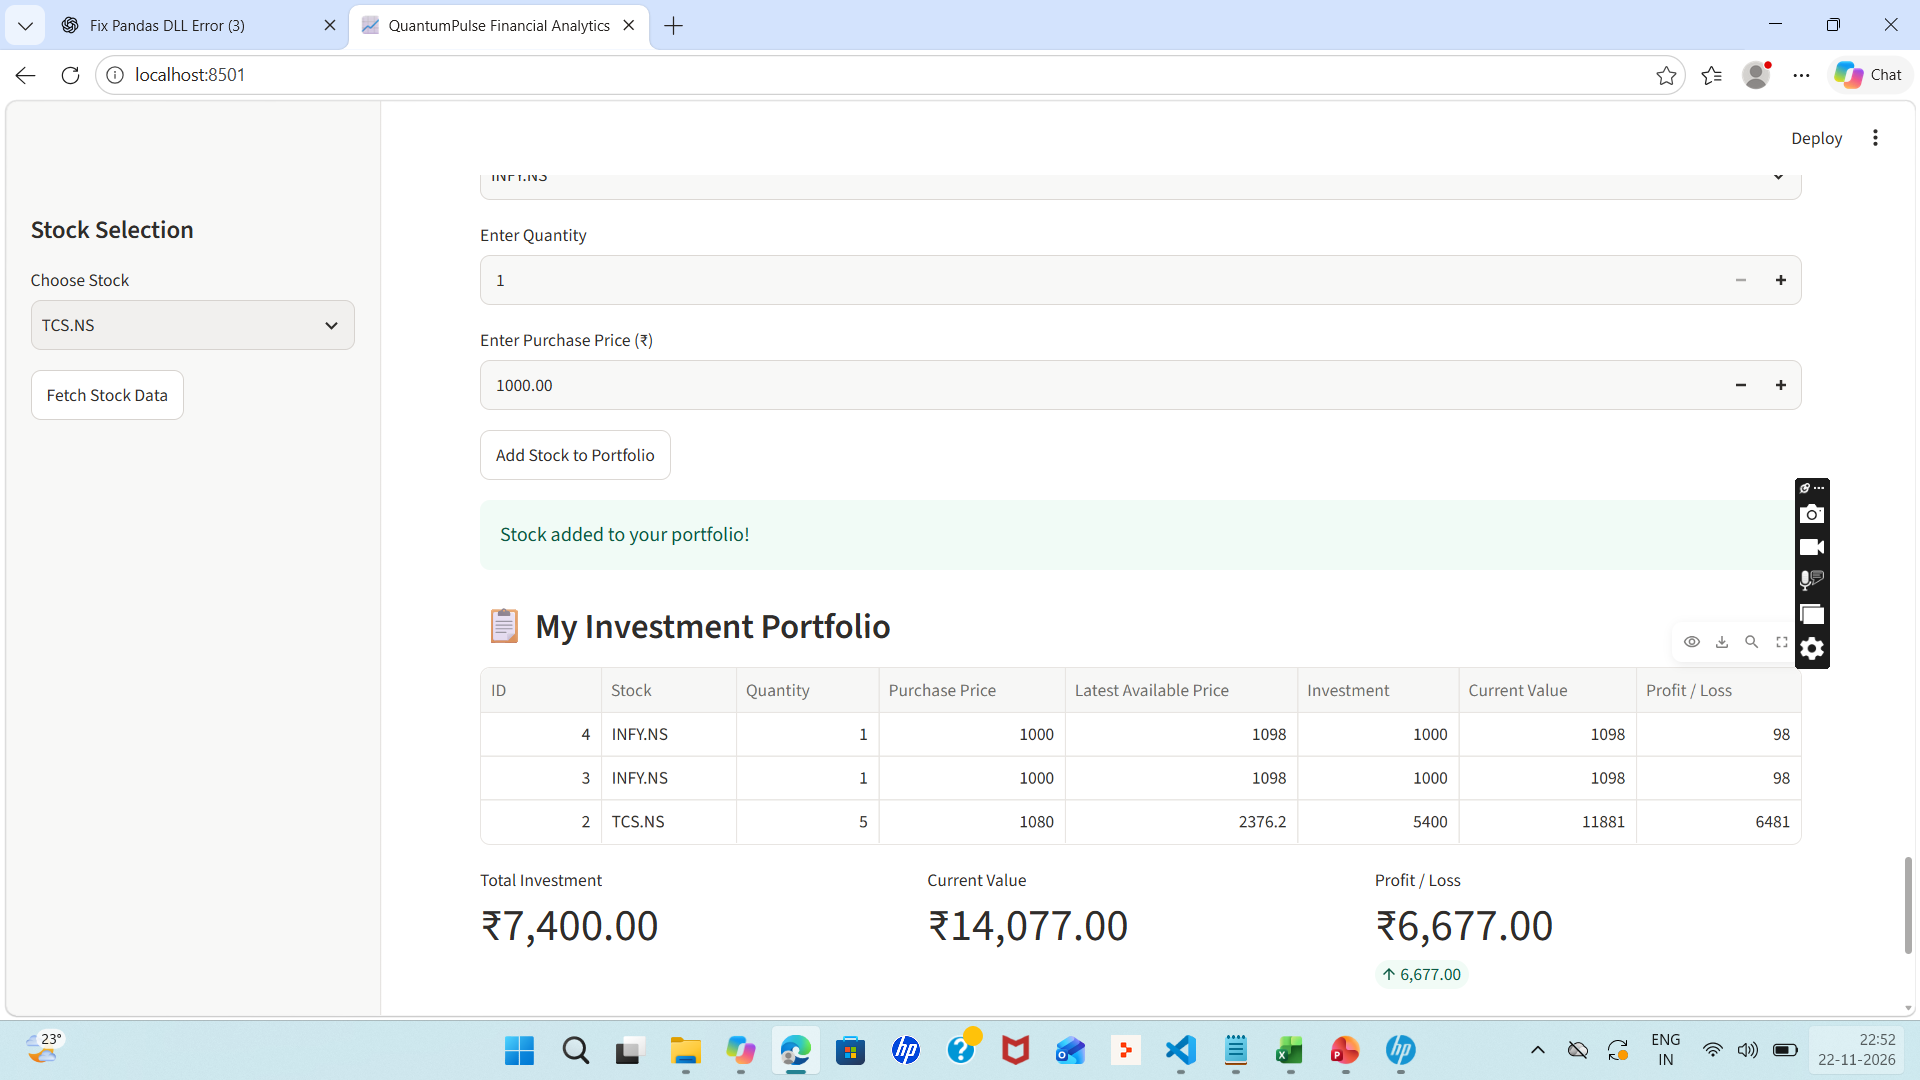 Fix Pandas DLL Error (3)
QuantumPulse Financial Analytics
localhost:8501
Chat
Deploy
Stock Selection
Choose Stock
TCS.NS
Fetch Stock Data
INFY.NS
Enter Quantity
1
Enter Purchase Price (₹)
1000.00
Add Stock to Portfolio
Stock added to your portfolio!
My Investment Portfolio
ID Stock Quantity Purchase Price Latest Available Price Investment Current Value Profit / Loss
4 INFY.NS 1 1000 1098 1000 1098 98
3 INFY.NS 1 1000 1098 1000 1098 98
2 TCS.NS 5 1080 2376.2 5400 11881 6481
Total Investment Current Value Profit / Loss
₹7,400.00 ₹14,077.00 ₹6,677.00
↑ 6,677.00
23°
ENG
IN
22:52
22-11-2026